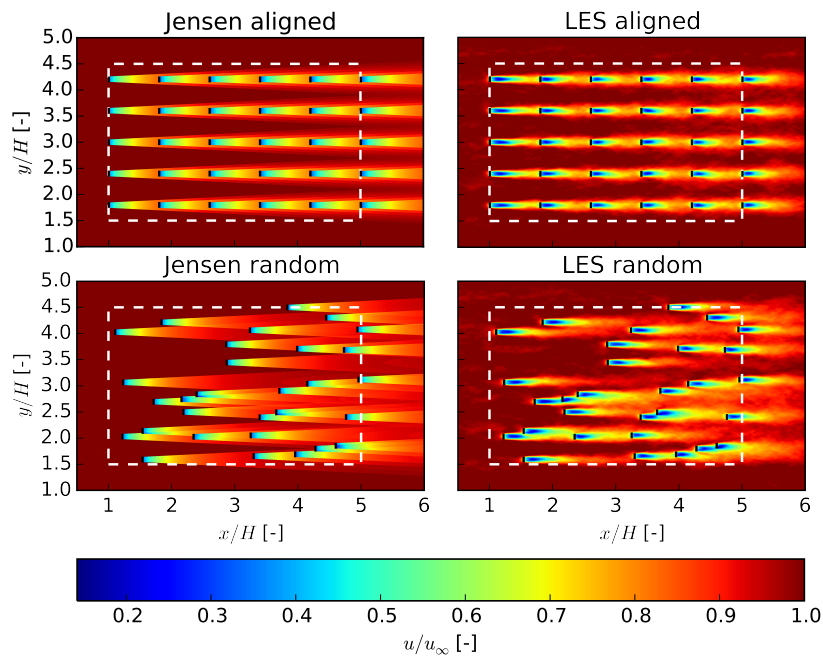 Jensen aligned
LES aligned
5.0
4.5
4.0
3.5
3.0
2.5
2.0
1.5
1.0
y/H [-]
Jensen random
LES random
5.0
4.5
4.0
3.5
3.0
2.5
2.0
1.5
1.0
y/H [-]
1 2 3 4 5 6
1 2 3 4 5 6
x/H [-]
x/H [-]
0.2 0.3 0.4 0.5 0.6 0.7 0.8 0.9 1.0
u/u∞ [-]